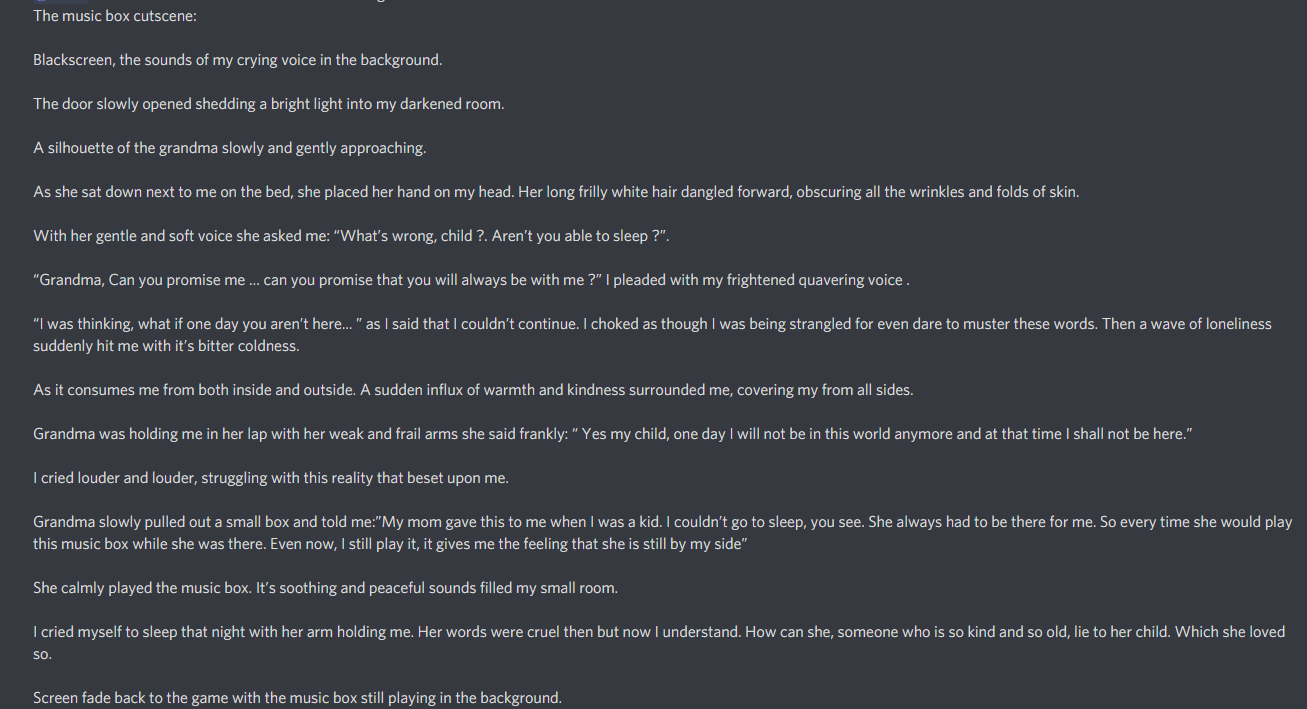 The music box cutscene:
Blackscreen, the sounds of my crying voice in the background.
The door slowly opened shedding a bright light into my darkened room.
A silhouette of the grandma slowly and gently approaching.
As she sat down next to me on the bed, she placed her hand on my head. Her long frilly white hair dangled forward, obscuring all the wrinkles and folds of skin.
With her gentle and soft voice she asked me: “What’s wrong, child ?. Aren’t you able to sleep ?”.
“Grandma, Can you promise me ... can you promise that you will always be with me ?” I pleaded with my frightened quavering voice .
“I was thinking, what if one day you aren’t here... ” as I said that I couldn’t continue. I choked as though I was being strangled for even dare to muster these words. Then a wave of loneliness
suddenly hit me with it’s bitter coldness.
As it consumes me from both inside and outside. A sudden influx of warmth and kindness surrounded me, covering my from all sides.
Grandma was holding me in her lap with her weak and frail arms she said frankly: “ Yes my child, one day I will not be in this world anymore and at that time I shall not be here.”
I cried louder and louder, struggling with this reality that beset upon me.
Grandma slowly pulled out a small box and told me:”My mom gave this to me when I was a kid. I couldn’t go to sleep, you see. She always had to be there for me. So every time she would play
this music box while she was there. Even now, I still play it, it gives me the feeling that she is still by my side”
She calmly played the music box. It’s soothing and peaceful sounds filled my small room.
I cried myself to sleep that night with her arm holding me. Her words were cruel then but now I understand. How can she, someone who is so kind and so old, lie to her child. Which she loved
so.
Screen fade back to the game with the music box still playing in the background.